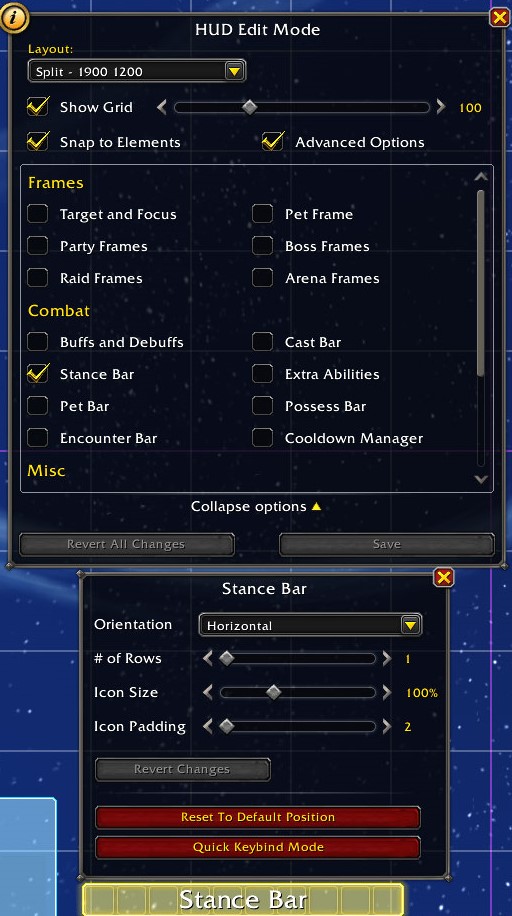 i
HUD Edit Mode
Layout:
Split - 1900 1200
Show Grid 100
Snap to Elements Advanced Options
Frames
Target and Focus Pet Frame
Party Frames Boss Frames
Raid Frames Arena Frames
Combat
Buffs and Debuffs Cast Bar
Stance Bar Extra Abilities
Pet Bar Possess Bar
Encounter Bar Cooldown Manager
Misc
Collapse options
Revert All Changes Save
Stance Bar
Orientation Horizontal
# of Rows 1
Icon Size 100%
Icon Padding 2
Revert Changes
Reset To Default Position
Quick Keybind Mode
Stance Bar